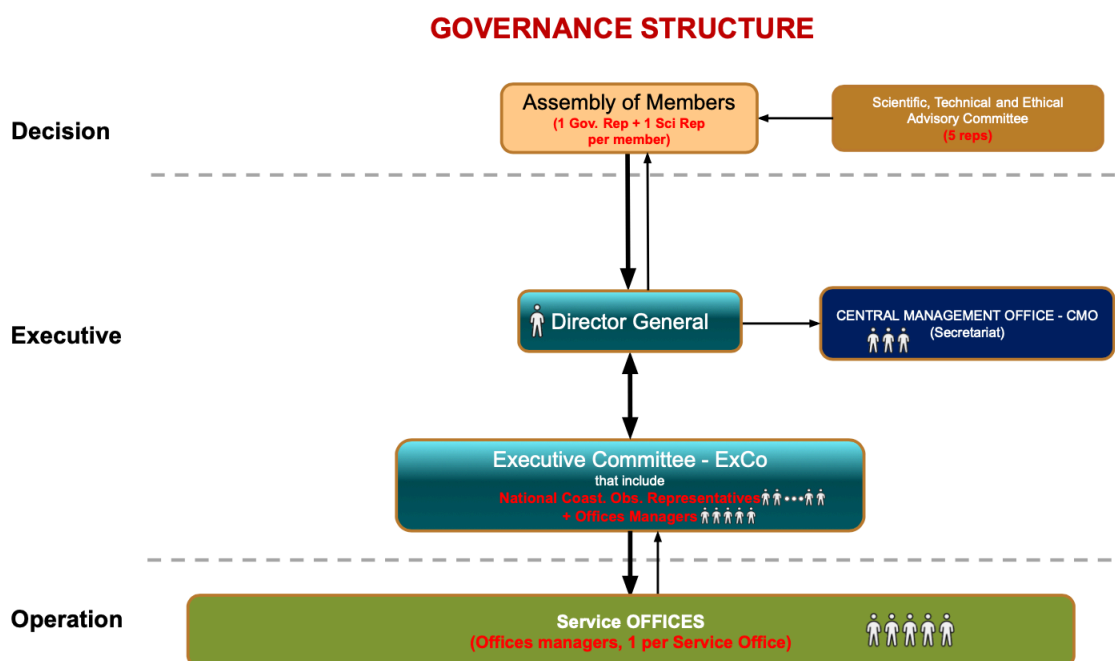 GOVERNANCE STRUCTURE
Decision
Assembly of Members
(1 Gov. Rep + 1 Sci Rep
per member)
Scientific, Technical and Ethical
Advisory Committee
(5 reps)
Executive
Director General
CENTRAL MANAGEMENT OFFICE - CMO
(Secretariat)
Executive Committee - ExCo
that include
National Coast. Obs. Representatives
+ Offices Managers
Operation
Service OFFICES
(Offices managers, 1 per Service Office)